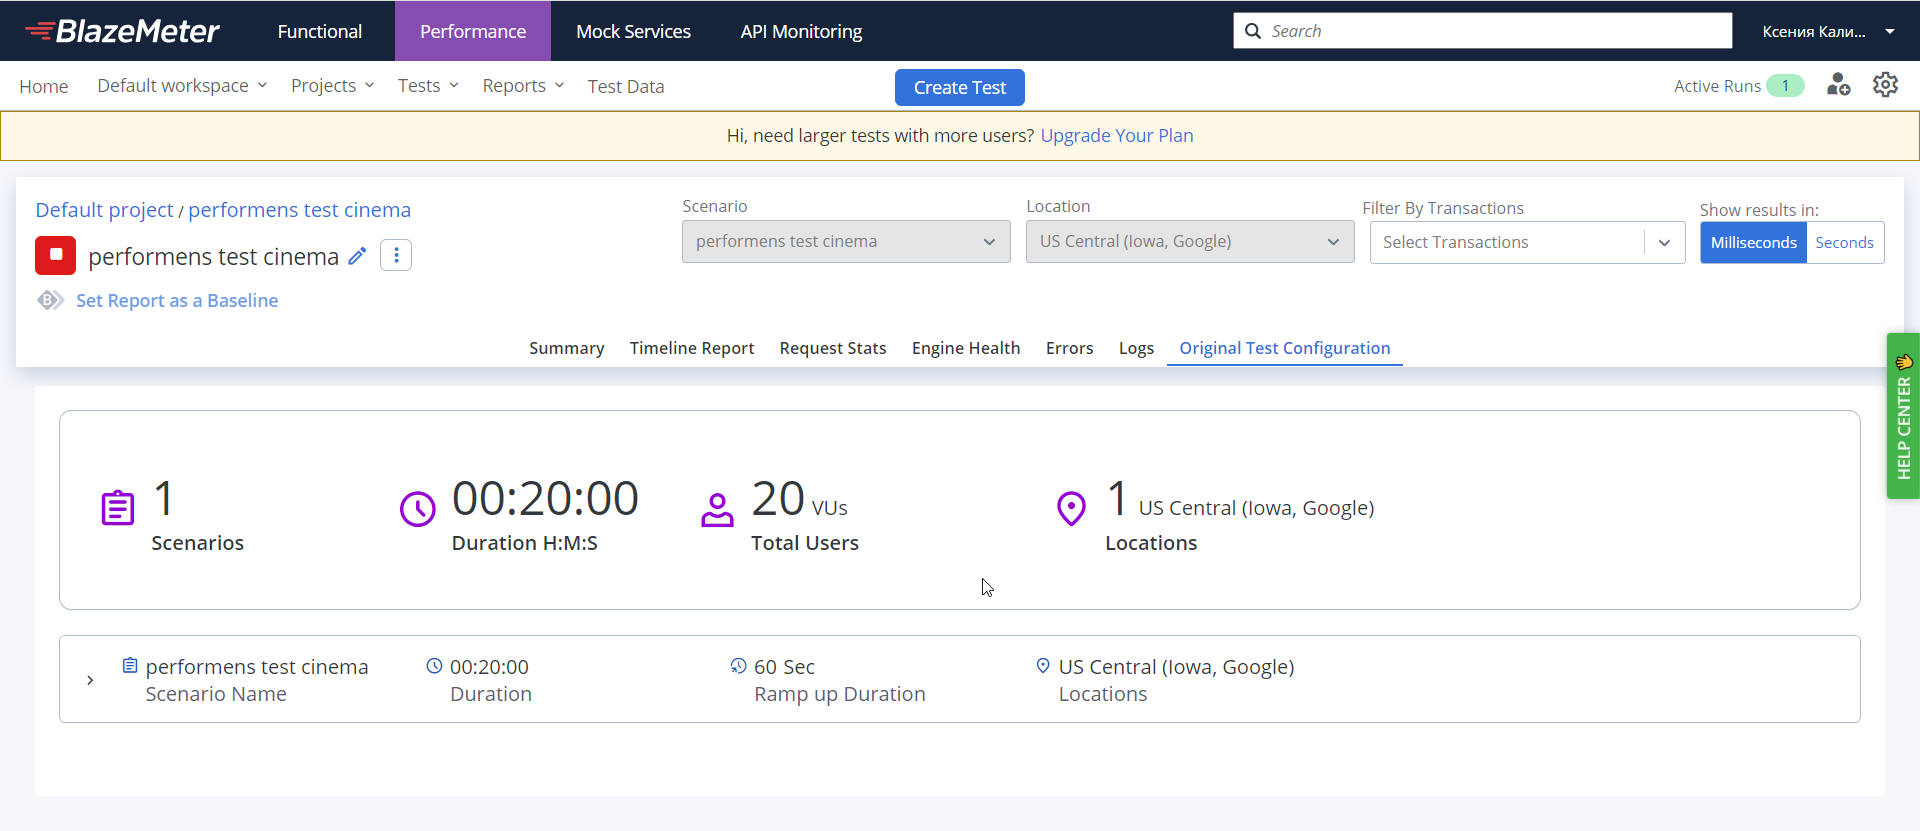 BlazeMeter Functional Performance Mock Services API Monitoring Search Ксения Кали...
Home Default workspace Projects Tests Reports Test Data Create Test Active Runs 1
Hi, need larger tests with more users? Upgrade Your Plan
Default project / performens test cinema
performens test cinema
Set Report as a Baseline
Scenario
performens test cinema
Location
US Central (Iowa, Google)
Filter By Transactions
Select Transactions
Show results in:
Milliseconds Seconds
Summary Timeline Report Request Stats Engine Health Errors Logs Original Test Configuration
HELP CENTER
1
Scenarios
00:20:00
Duration H:M:S
20 VUs
Total Users
1 US Central (Iowa, Google)
Locations
performens test cinema
Scenario Name
00:20:00
Duration
60 Sec
Ramp up Duration
US Central (Iowa, Google)
Locations